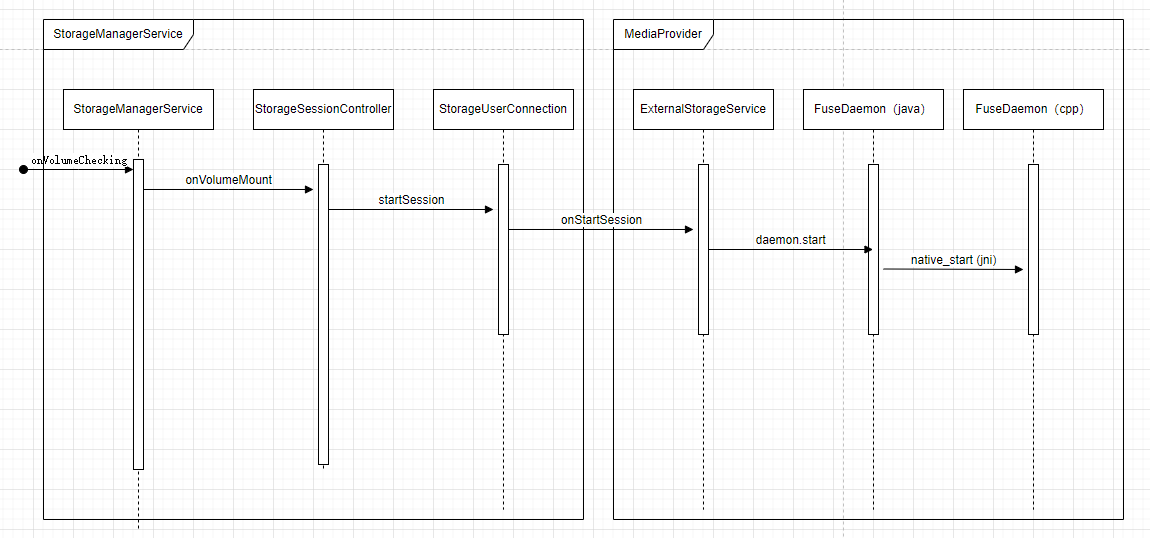 StorageManagerService
MediaProvider
StorageManagerService
StorageSessionController
StorageUserConnection
ExternalStorageService
FuseDaemon（java）
FuseDaemon（cpp）
onVolumeChecking
onVolumeMount
startSession
onStartSession
daemon.start
native_start (jni)